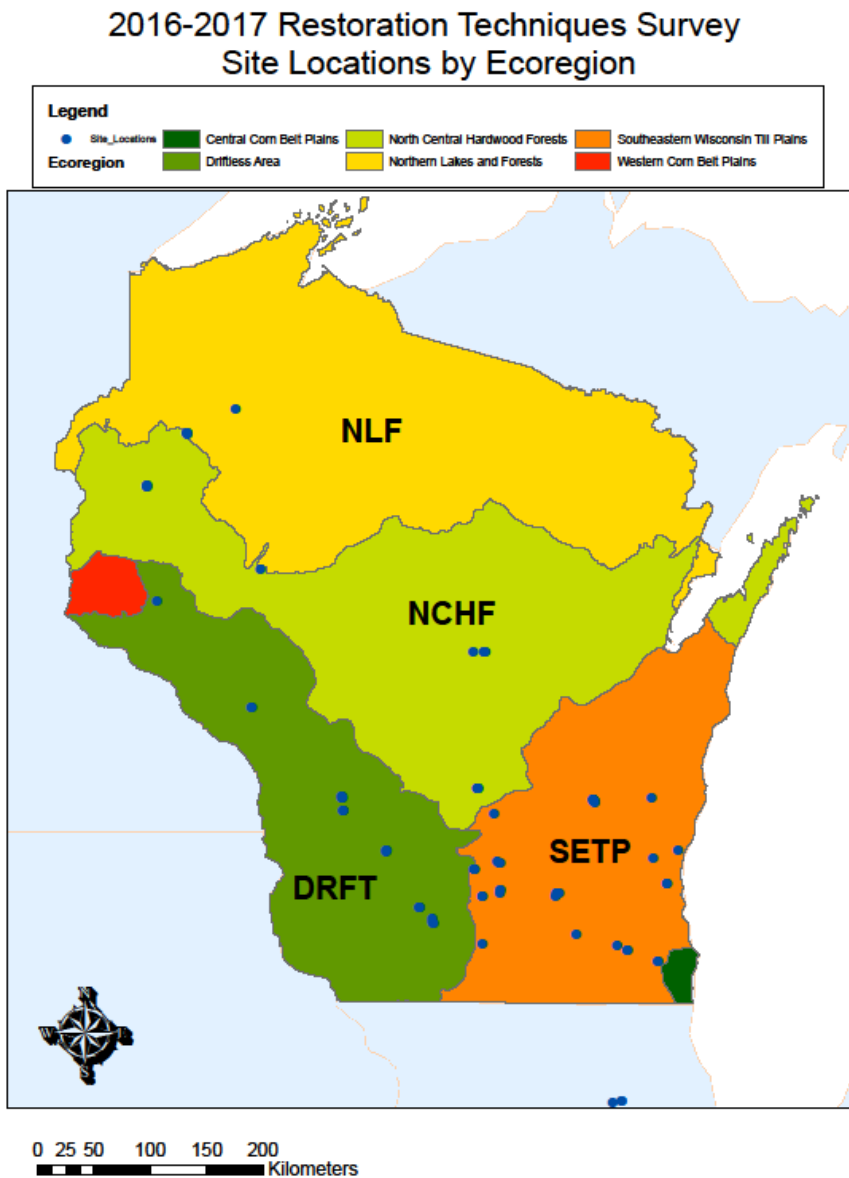 2016-2017 Restoration Techniques Survey
Site Locations by Ecoregion
Legend
Site_Locations Central Corn Belt Plains North Central Hardwood Forests Southeastern Wisconsin Till Plains
Ecoregion Driftless Area Northern Lakes and Forests Western Corn Belt Plains
NLF
NCHF
SETP
DRFT
N
W E
S
0 25 50 100 150 200
Kilometers